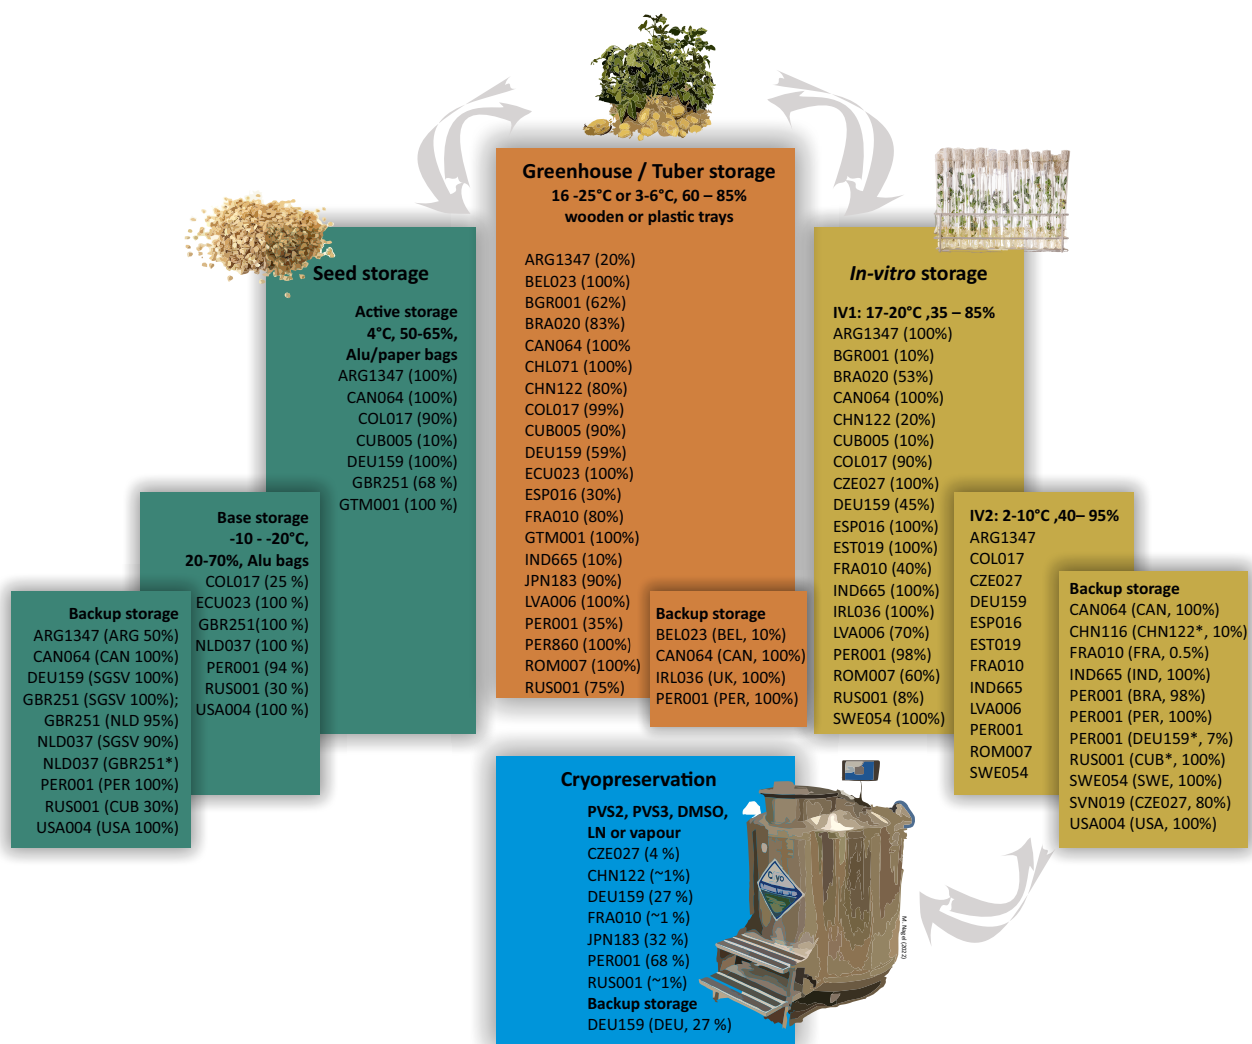 Greenhouse / Tuber storage
16 -25°C or 3-6°C, 60 – 85%
wooden or plastic trays
ARG1347 (20%)
BEL023 (100%)
BGR001 (62%)
BRA020 (83%)
CAN064 (100%
CHL071 (100%)
CHN122 (80%)
COL017 (99%)
CUB005 (90%)
DEU159 (59%)
ECU023 (100%)
ESP016 (30%)
FRA010 (80%)
GTM001 (100%)
IND665 (10%)
JPN183 (90%)
LVA006 (100%)
PER001 (35%)
PER860 (100%)
ROM007 (100%)
RUS001 (75%)
Backup storage
BEL023 (BEL, 10%)
CAN064 (CAN, 100%)
IRL036 (UK, 100%)
PER001 (PER, 100%)
Seed storage
Active storage
4°C, 50-65%,
Alu/paper bags
ARG1347 (100%)
CAN064 (100%)
COL017 (90%)
CUB005 (10%)
DEU159 (100%)
GBR251 (68 %)
GTM001 (100 %)
Base storage
-10 - -20°C,
20-70%, Alu bags
COL017 (25 %)
ECU023 (100 %)
GBR251(100 %)
NLD037 (100 %)
PER001 (94 %)
RUS001 (30 %)
USA004 (100 %)
Backup storage
ARG1347 (ARG 50%)
CAN064 (CAN 100%)
DEU159 (SGSV 100%)
GBR251 (SGSV 100%);
GBR251 (NLD 95%)
NLD037 (SGSV 90%)
NLD037 (GBR251*)
PER001 (PER 100%)
RUS001 (CUB 30%)
USA004 (USA 100%)
In-vitro storage
IV1: 17-20°C ,35 – 85%
ARG1347 (100%)
BGR001 (10%)
BRA020 (53%)
CAN064 (100%)
CHN122 (20%)
CUB005 (10%)
COL017 (90%)
CZE027 (100%)
DEU159 (45%)
ESP016 (100%)
EST019 (100%)
FRA010 (40%)
IND665 (100%)
IRL036 (100%)
LVA006 (70%)
PER001 (98%)
ROM007 (60%)
RUS001 (8%)
SWE054 (100%)
IV2: 2-10°C ,40– 95%
ARG1347
COL017
CZE027
DEU159
ESP016
EST019
FRA010
IND665
LVA006
PER001
ROM007
SWE054
Backup storage
CAN064 (CAN, 100%)
CHN116 (CHN122*, 10%)
FRA010 (FRA, 0.5%)
IND665 (IND, 100%)
PER001 (BRA, 98%)
PER001 (PER, 100%)
PER001 (DEU159*, 7%)
RUS001 (CUB*, 100%)
SWE054 (SWE, 100%)
SVN019 (CZE027, 80%)
USA004 (USA, 100%)
Cryopreservation
PVS2, PVS3, DMSO,
LN or vapour
CZE027 (4 %)
CHN122 (~1%)
DEU159 (27 %)
FRA010 (~1 %)
JPN183 (32 %)
PER001 (68 %)
RUS001 (~1%)
Backup storage
DEU159 (DEU, 27 %)
C yo
M. Nagel (2022)